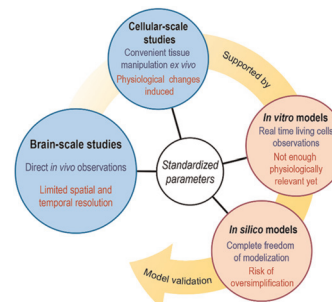 Cellular-scale
studies
Convenient tissue
manipulation ex vivo
Physiological changes
induced
Supported by
Brain-scale studies
Direct in vivo observations
Limited spatial and
temporal resolution
Standardized
parameters
In vitro models
Real time living cells
observations
Not enough
physiologically
relevant yet
In silico models
Complete freedom
of modelization
Risk of
oversimplification
Model validation